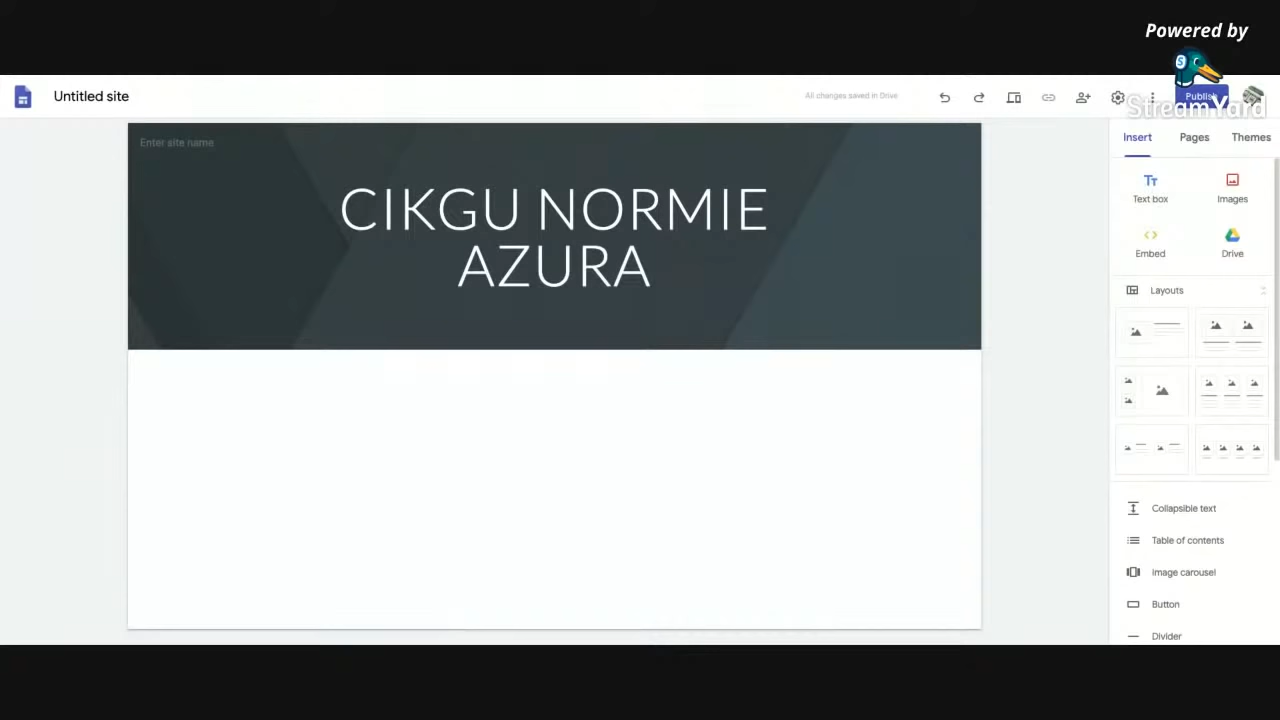 Powered by
StreamYard
Untitled site
All changes saved in Drive
Publish
Insert
Pages
Themes
Enter site name
CIKGU NORMIE
AZURA
Text box
Images
Embed
Drive
Layouts
Collapsible text
Table of contents
Image carousel
Button
Divider